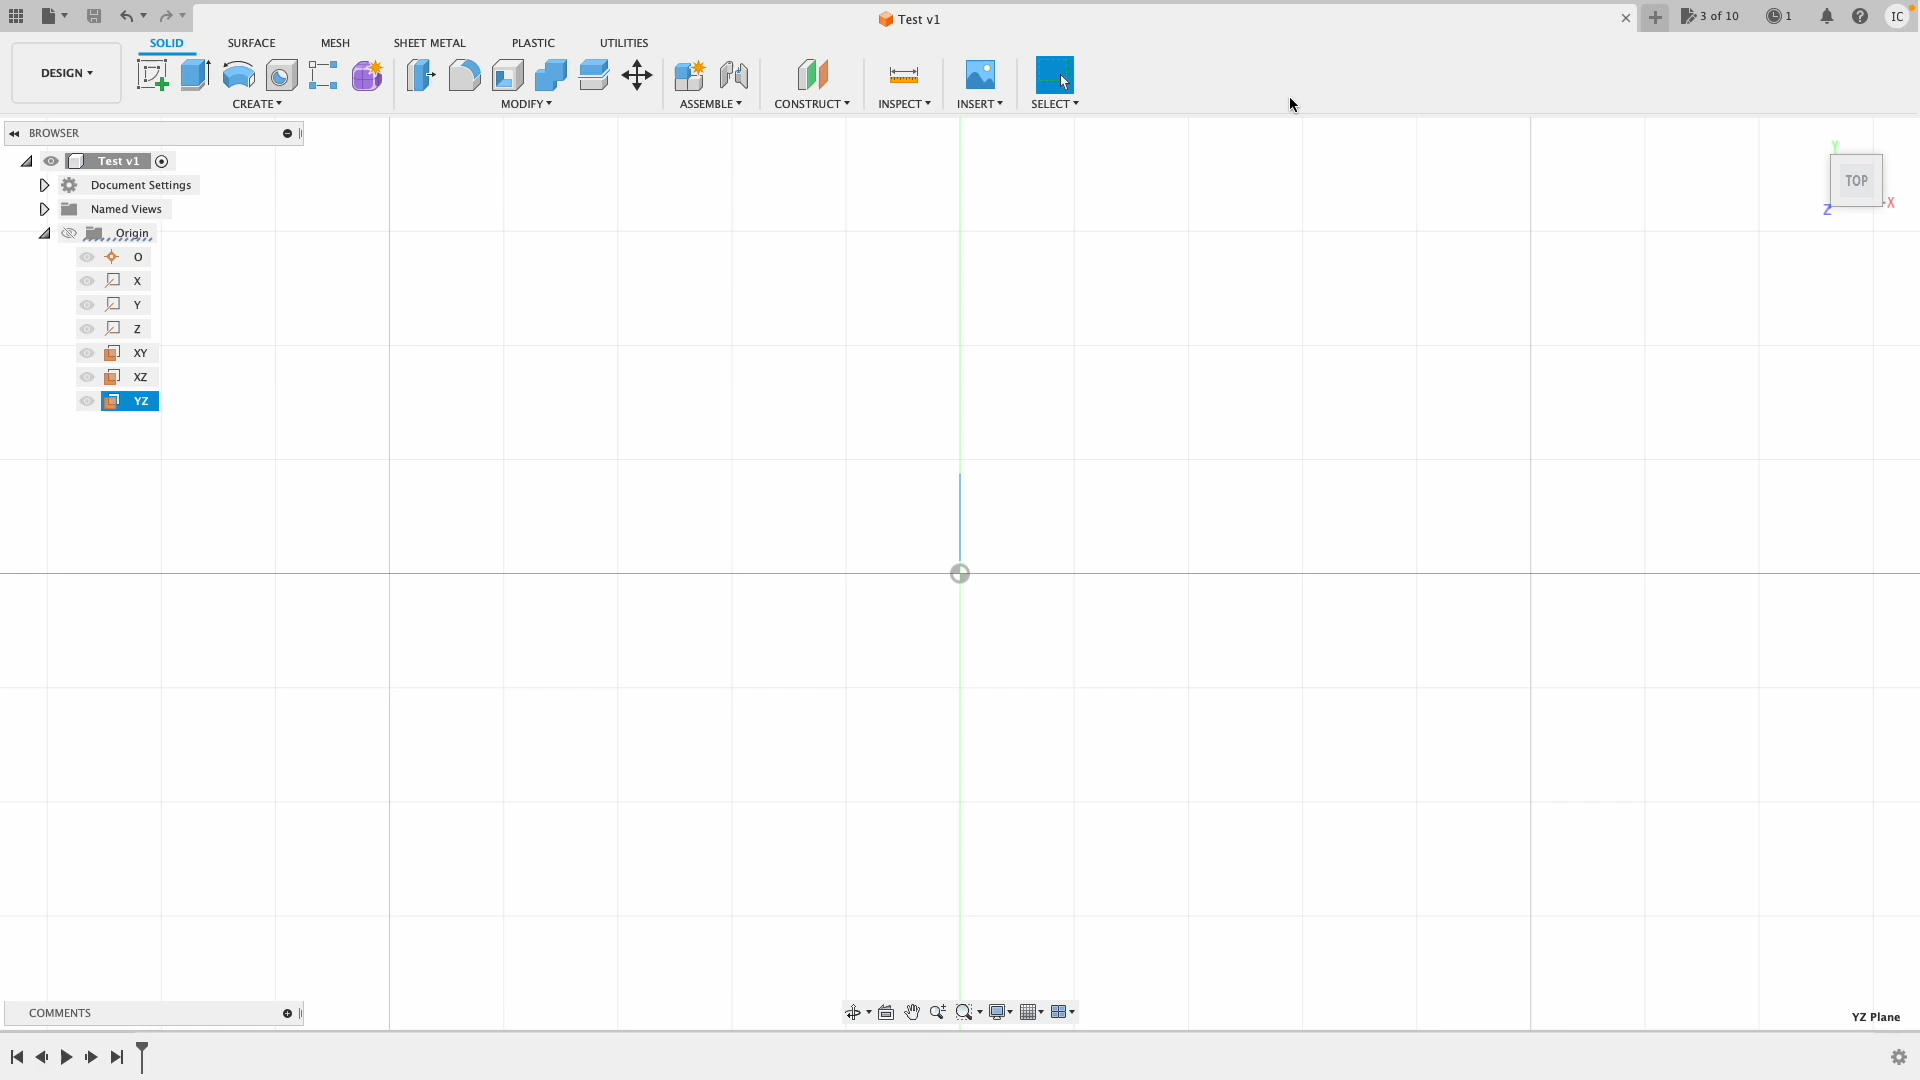 Test v1
3 of 10
1
IC
SOLID
SURFACE
MESH
SHEET METAL
PLASTIC
UTILITIES
DESIGN
CREATE
MODIFY
ASSEMBLE
CONSTRUCT
INSPECT
INSERT
SELECT
BROWSER
Test v1
Document Settings
Named Views
Origin
O
X
Y
Z
XY
XZ
YZ
Y
TOP
X
Z
COMMENTS
YZ Plane